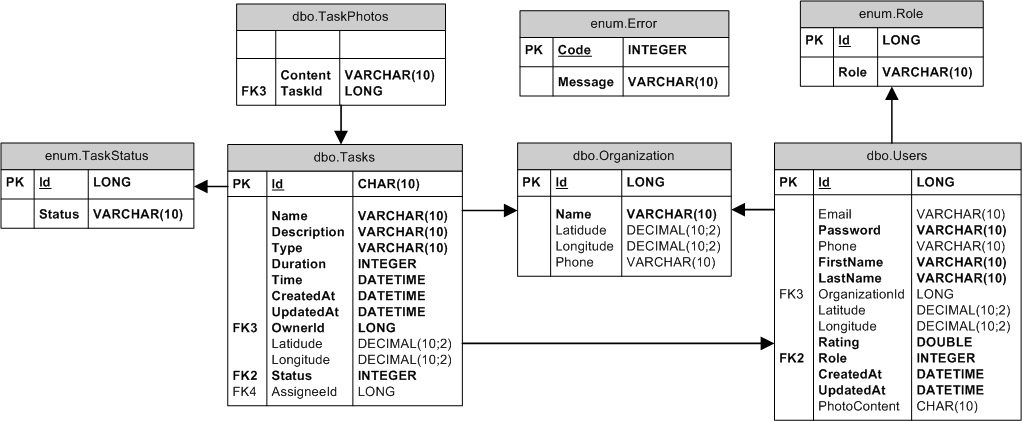 dbo.TaskPhotos
Content VARCHAR(10)
FK3 TaskId LONG
enum.Error
PK Code INTEGER
Message VARCHAR(10)
enum.Role
PK Id LONG
Role VARCHAR(10)
enum.TaskStatus
PK Id LONG
Status VARCHAR(10)
dbo.Tasks
PK Id CHAR(10)
Name VARCHAR(10)
Description VARCHAR(10)
Type VARCHAR(10)
Duration INTEGER
Time DATETIME
CreatedAt DATETIME
UpdatedAt DATETIME
FK3 OwnerId LONG
Latidude DECIMAL(10;2)
Longitude DECIMAL(10;2)
FK2 Status INTEGER
FK4 AssigneeId LONG
dbo.Organization
PK Id LONG
Name VARCHAR(10)
Latidude DECIMAL(10;2)
Longitude DECIMAL(10;2)
Phone VARCHAR(10)
dbo.Users
PK Id LONG
Email VARCHAR(10)
Password VARCHAR(10)
Phone VARCHAR(10)
FirstName VARCHAR(10)
LastName VARCHAR(10)
FK3 OrganizationId LONG
Latitude DECIMAL(10;2)
Longitude DECIMAL(10;2)
Rating DOUBLE
FK2 Role INTEGER
CreatedAt DATETIME
UpdatedAt DATETIME
PhotoContent CHAR(10)